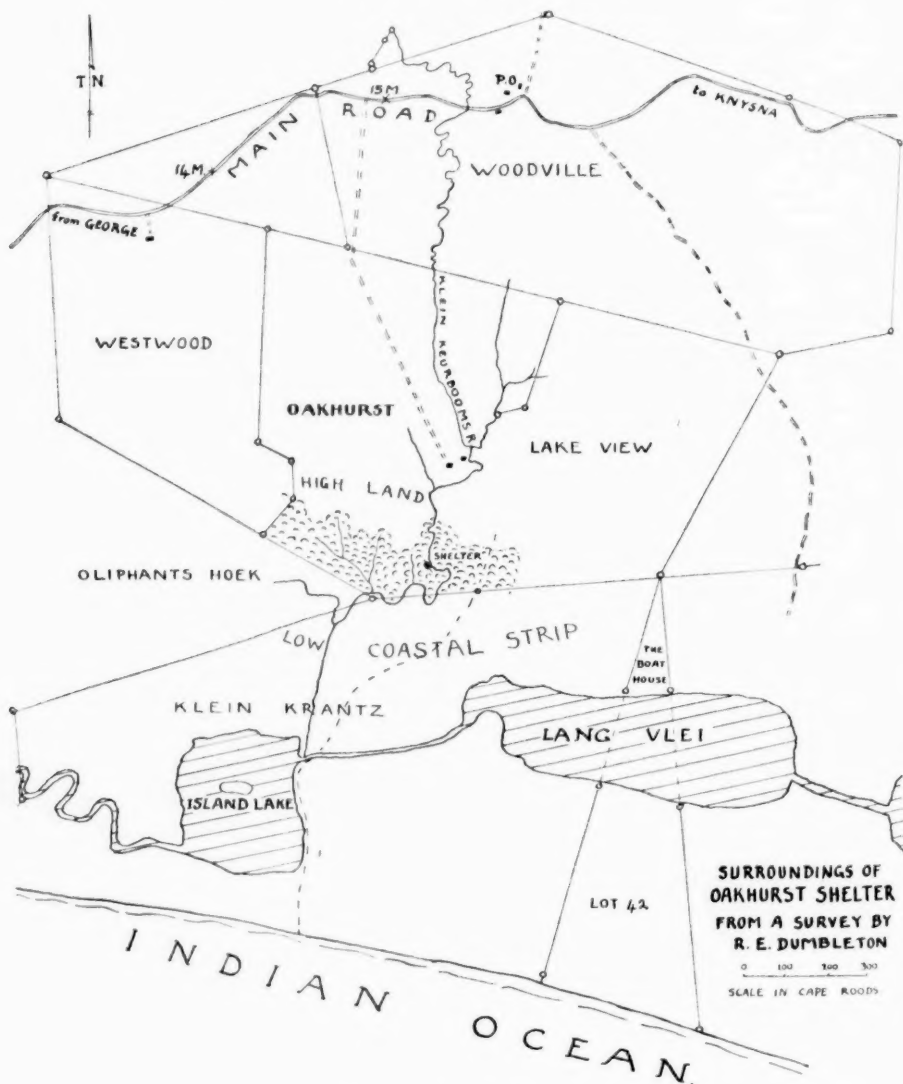 T.N.
15M
P.O.
MAIN ROAD
to KNYSNA
14M
WOODVILLE
from GEORGE
KLEIN KEURBOOMS R.
WESTWOOD
OAKHURST
LAKE VIEW
HIGH LAND
SHELTER
OLIPHANTS HOEK
LOW COASTAL STRIP
THE
BOAT
HOUSE
KLEIN KRANTZ
LANG VLEI
ISLAND LAKE
LOT 42
SURROUNDINGS OF
OAKHURST SHELTER
FROM A SURVEY BY
R. E. DUMBLETON
0 100 200 300
SCALE IN CAPE ROODS
INDIAN OCEAN.